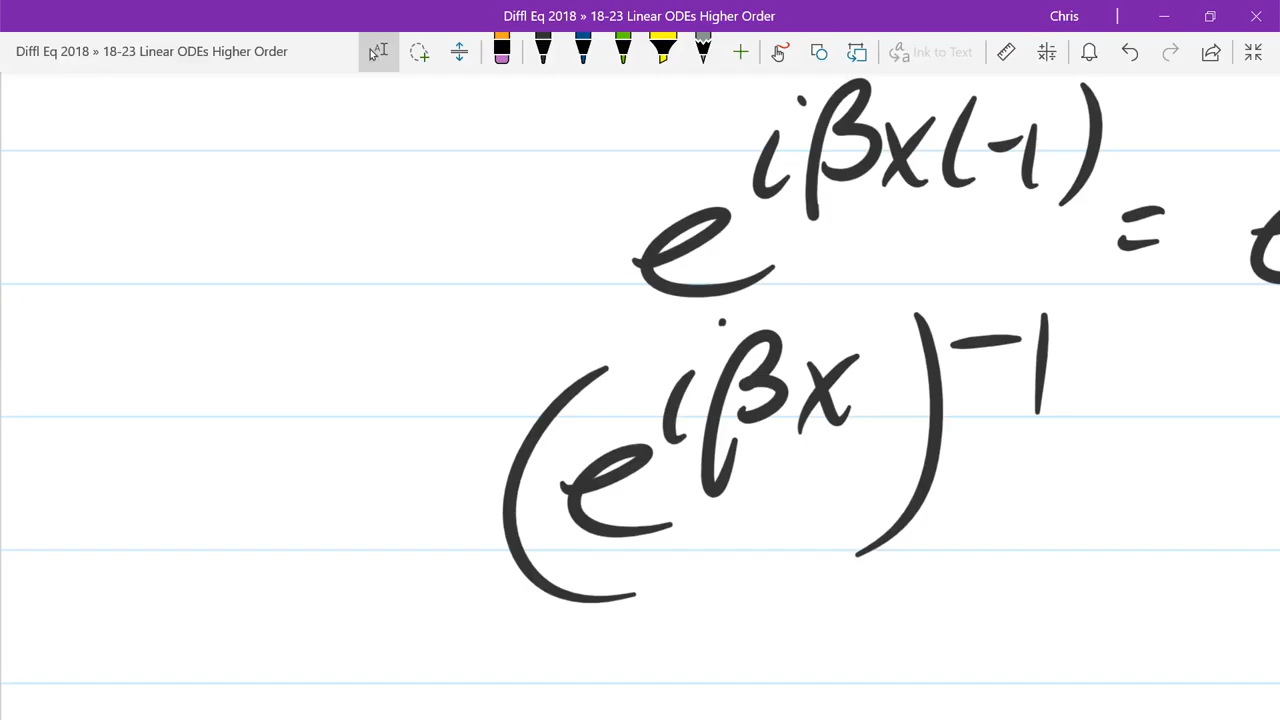 Diffl Eq 2018 » 18-23 Linear ODEs Higher Order Chris
Diffl Eq 2018 » 18-23 Linear ODEs Higher Order Ink to Text
e^{iβx(-1)} = e
(e^{iβx})^{-1}